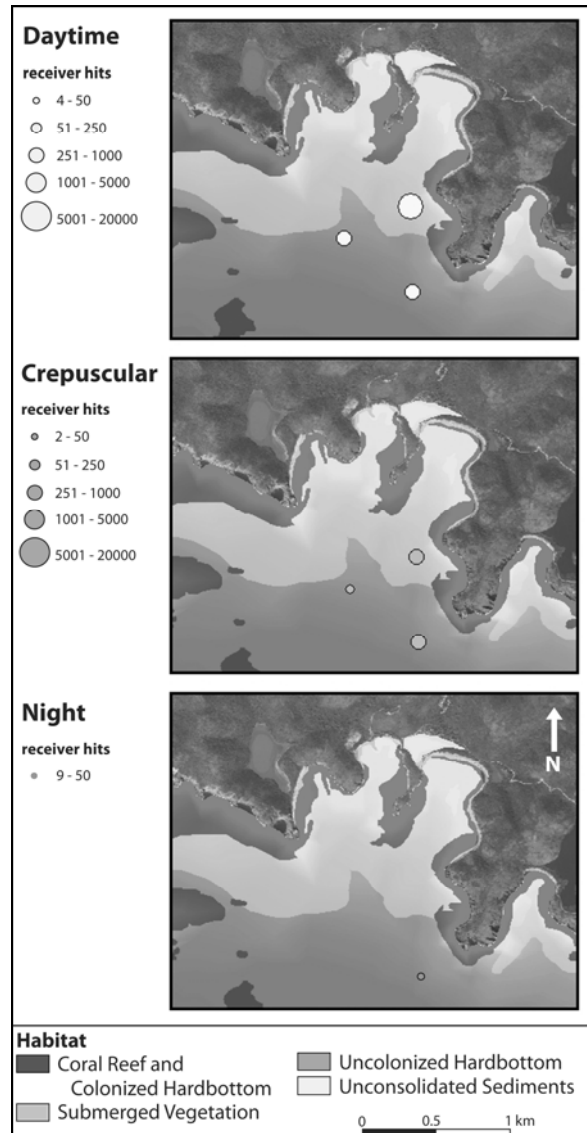 Daytime
receiver hits
4 - 50
51 - 250
251 - 1000
1001 - 5000
5001 - 20000
Crepuscular
receiver hits
2 - 50
51 - 250
251 - 1000
1001 - 5000
5001 - 20000
Night
receiver hits
9 - 50
N
Habitat
Coral Reef and
Colonized Hardbottom
Submerged Vegetation
Uncolonized Hardbottom
Unconsolidated Sediments
0 0.5 1 km